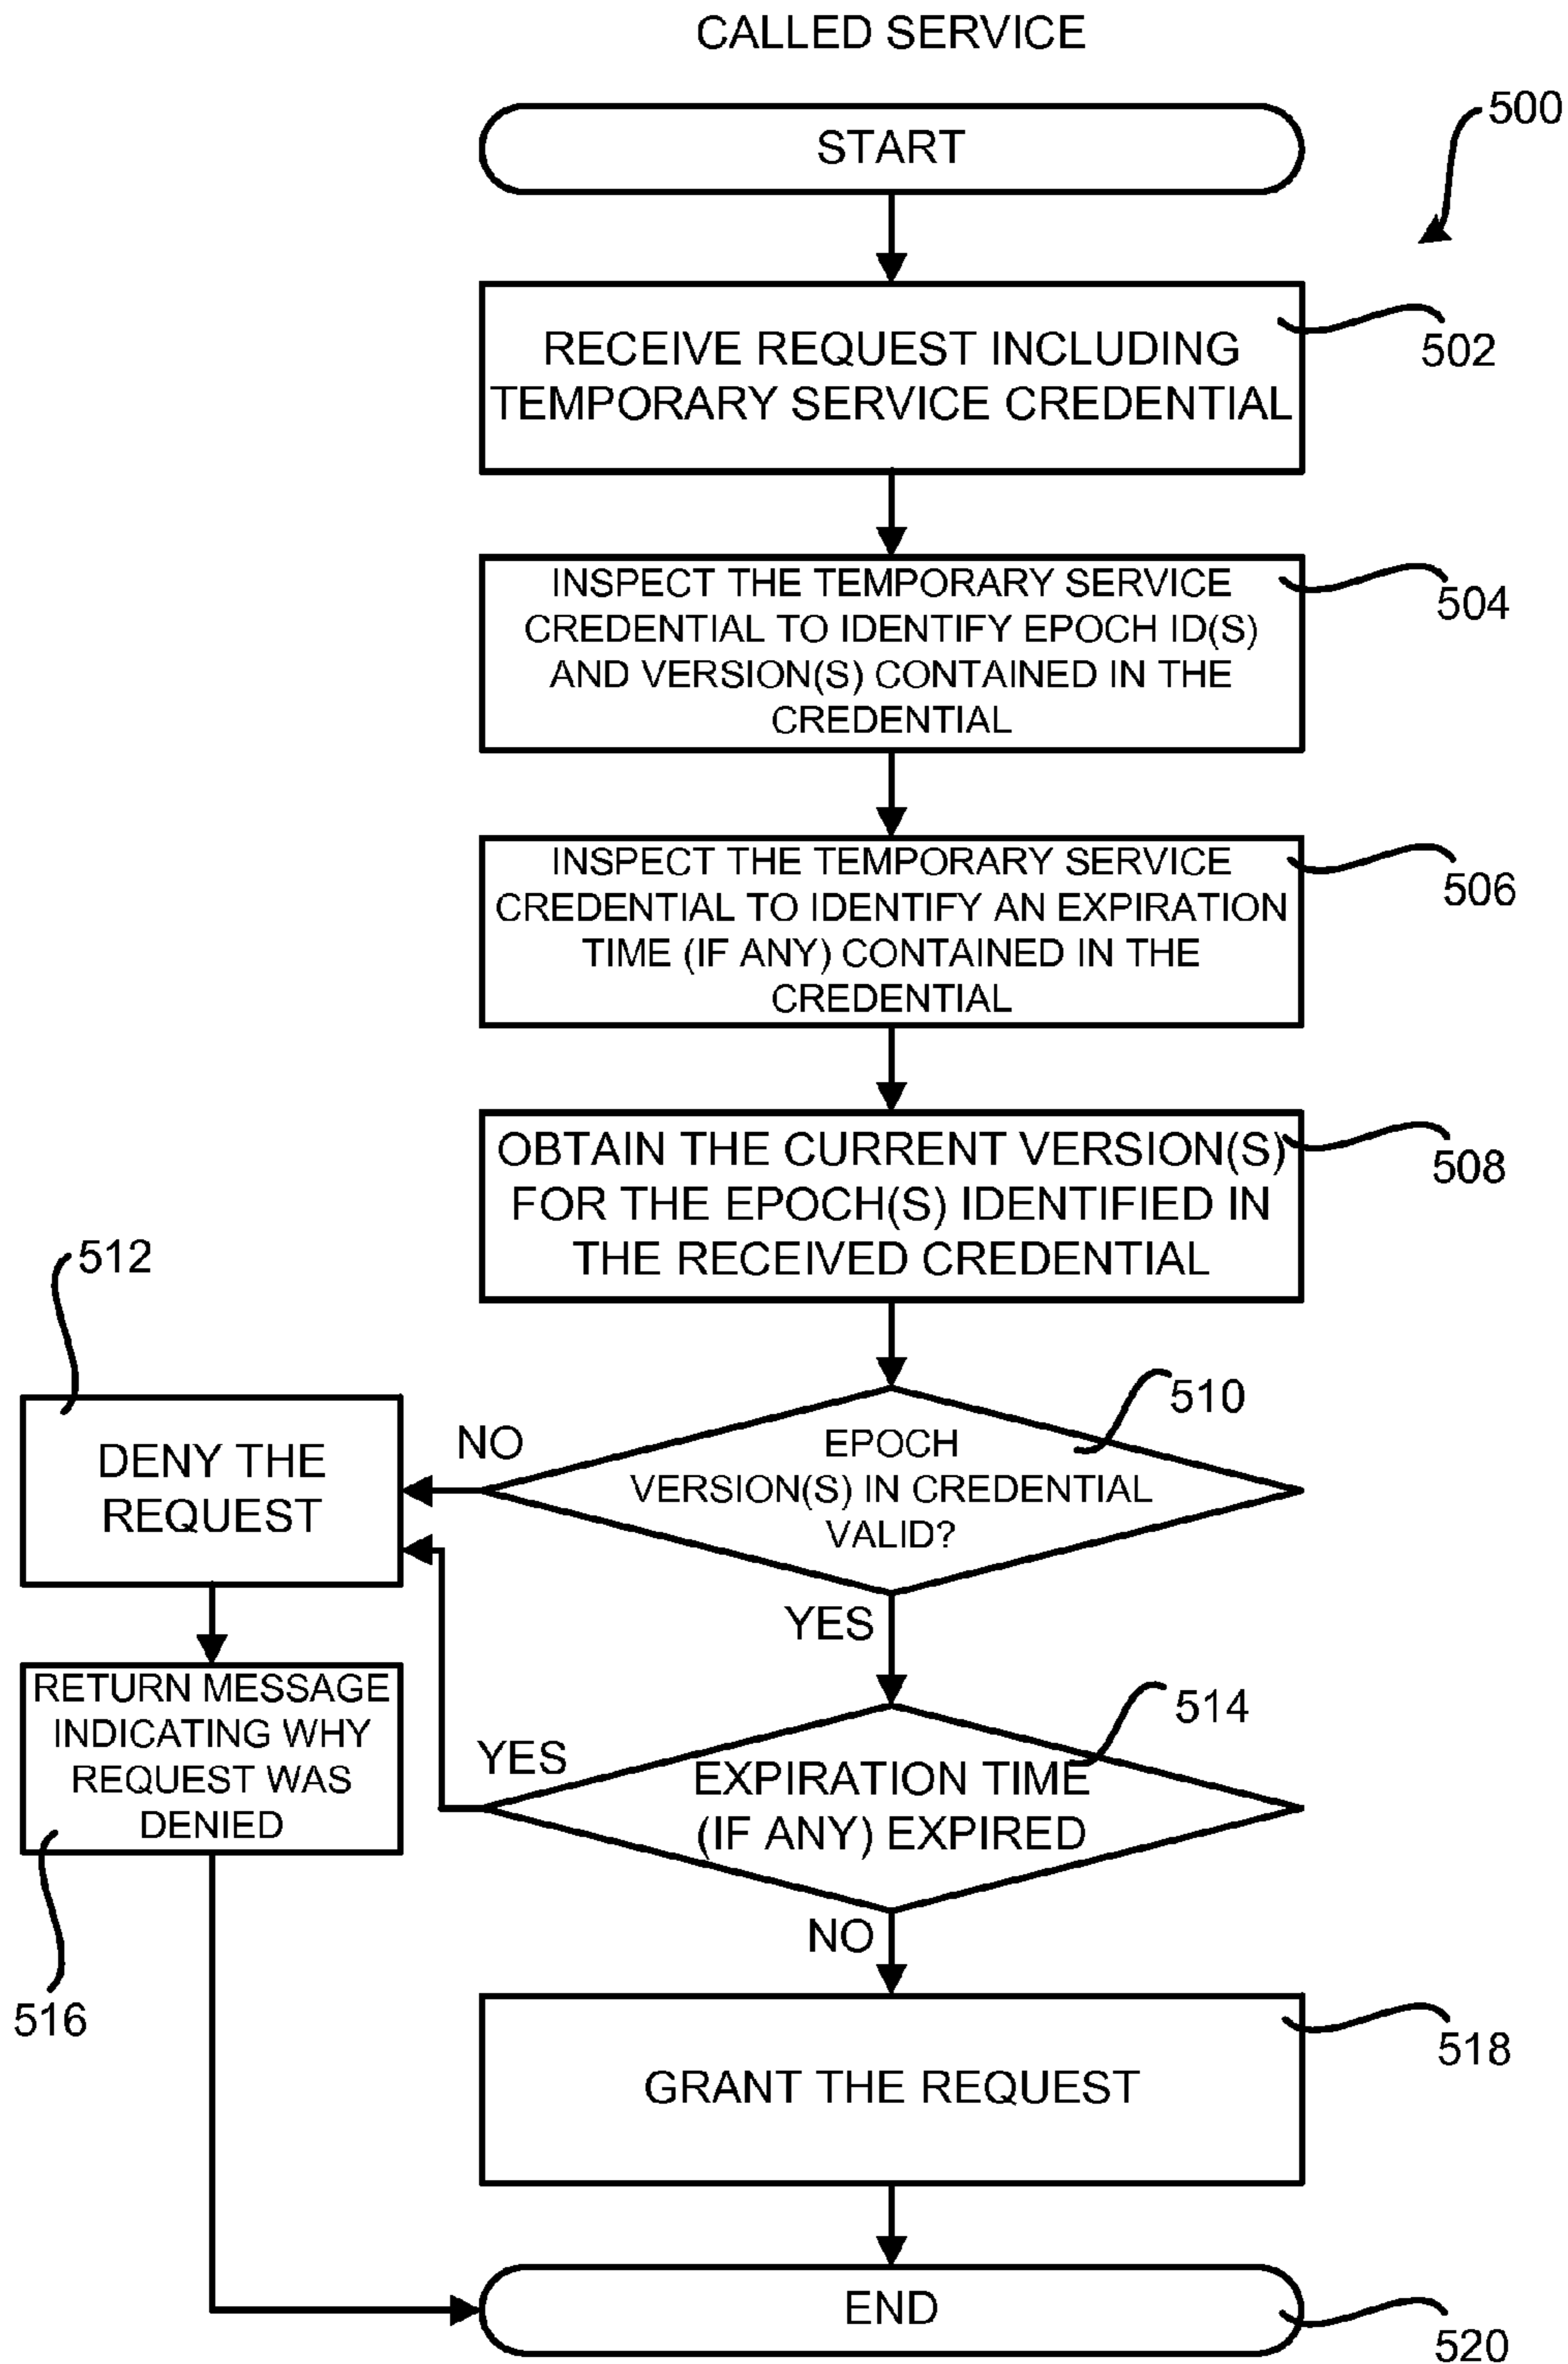 CALLED SERVICE
START
500
RECEIVE REQUEST INCLUDING
TEMPORARY SERVICE CREDENTIAL
502
INSPECT THE TEMPORARY SERVICE
CREDENTIAL TO IDENTIFY EPOCH ID(S)
AND VERSION(S) CONTAINED IN THE
CREDENTIAL
504
INSPECT THE TEMPORARY SERVICE
CREDENTIAL TO IDENTIFY AN EXPIRATION
TIME (IF ANY) CONTAINED IN THE
CREDENTIAL
506
OBTAIN THE CURRENT VERSION(S)
FOR THE EPOCH(S) IDENTIFIED IN
THE RECEIVED CREDENTIAL
508
512
DENY THE
REQUEST
NO
EPOCH
VERSION(S) IN CREDENTIAL
VALID?
510
YES
RETURN MESSAGE
INDICATING WHY
REQUEST WAS
DENIED
516
YES
EXPIRATION TIME
(IF ANY) EXPIRED
514
NO
GRANT THE REQUEST
518
END
520